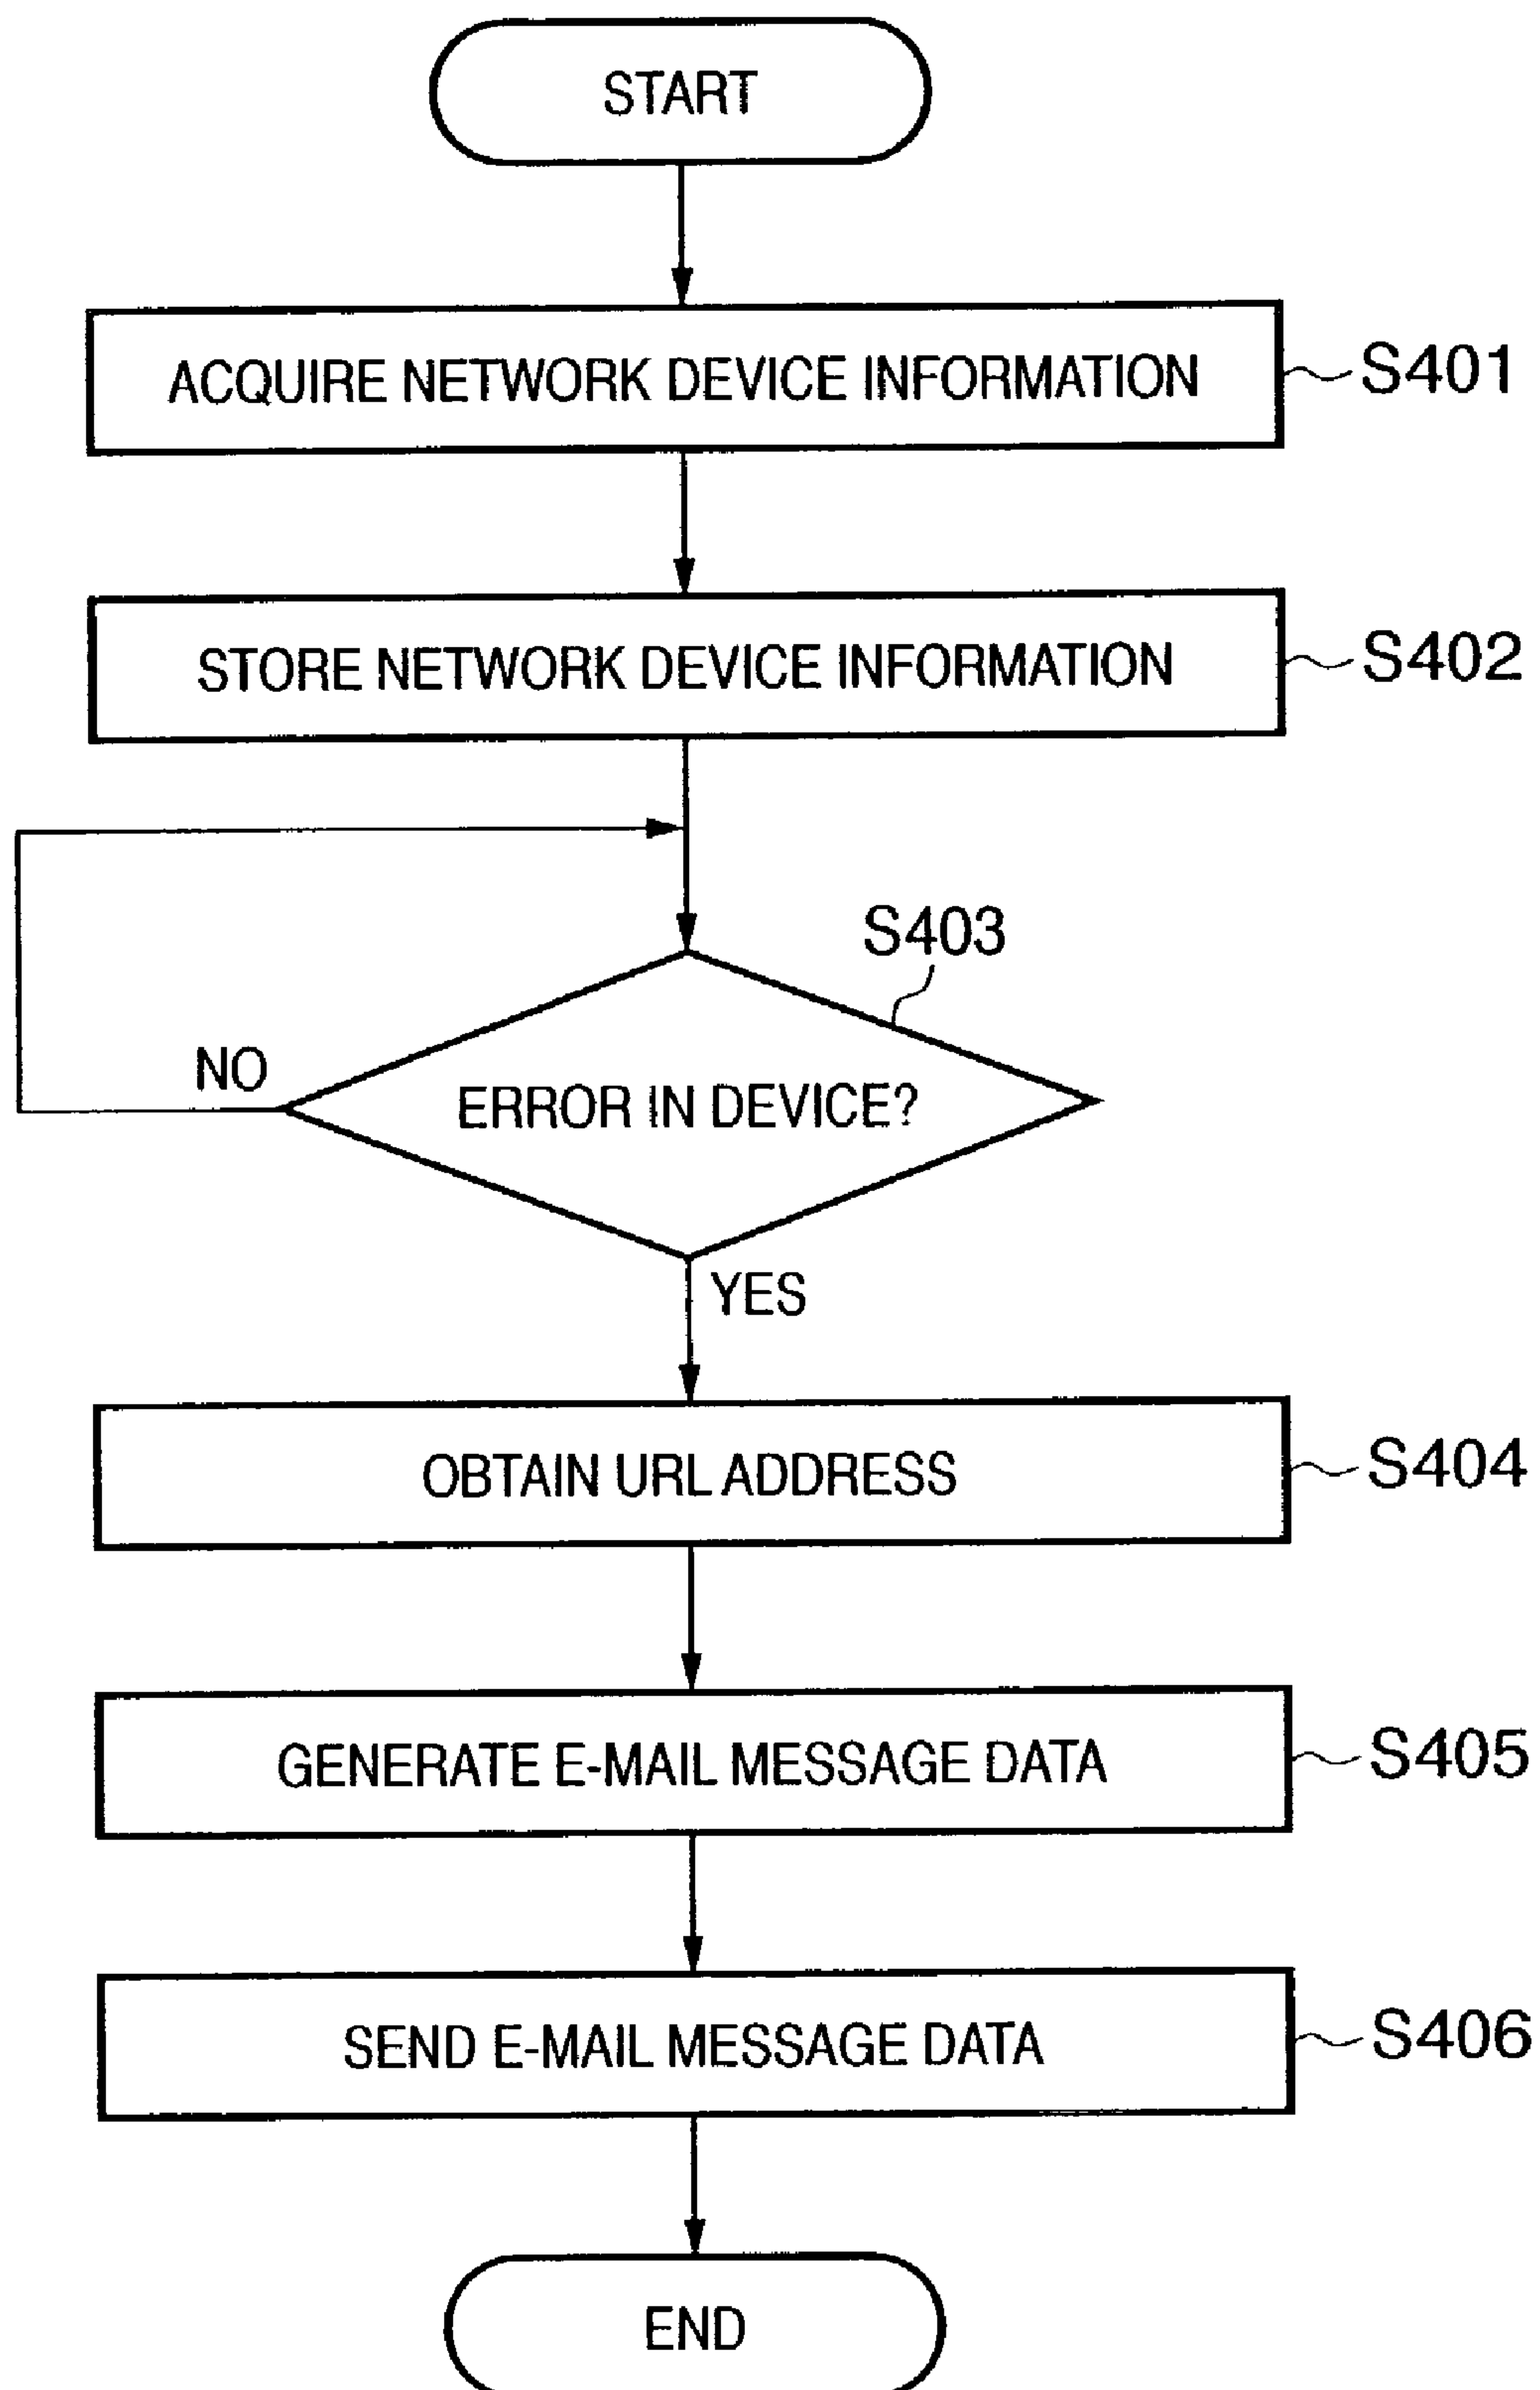 START
ACQUIRE NETWORK DEVICE INFORMATION
S401
STORE NETWORK DEVICE INFORMATION
S402
S403
NO
ERROR IN DEVICE?
YES
OBTAIN URL ADDRESS
S404
GENERATE E-MAIL MESSAGE DATA
S405
SEND E-MAIL MESSAGE DATA
S406
END